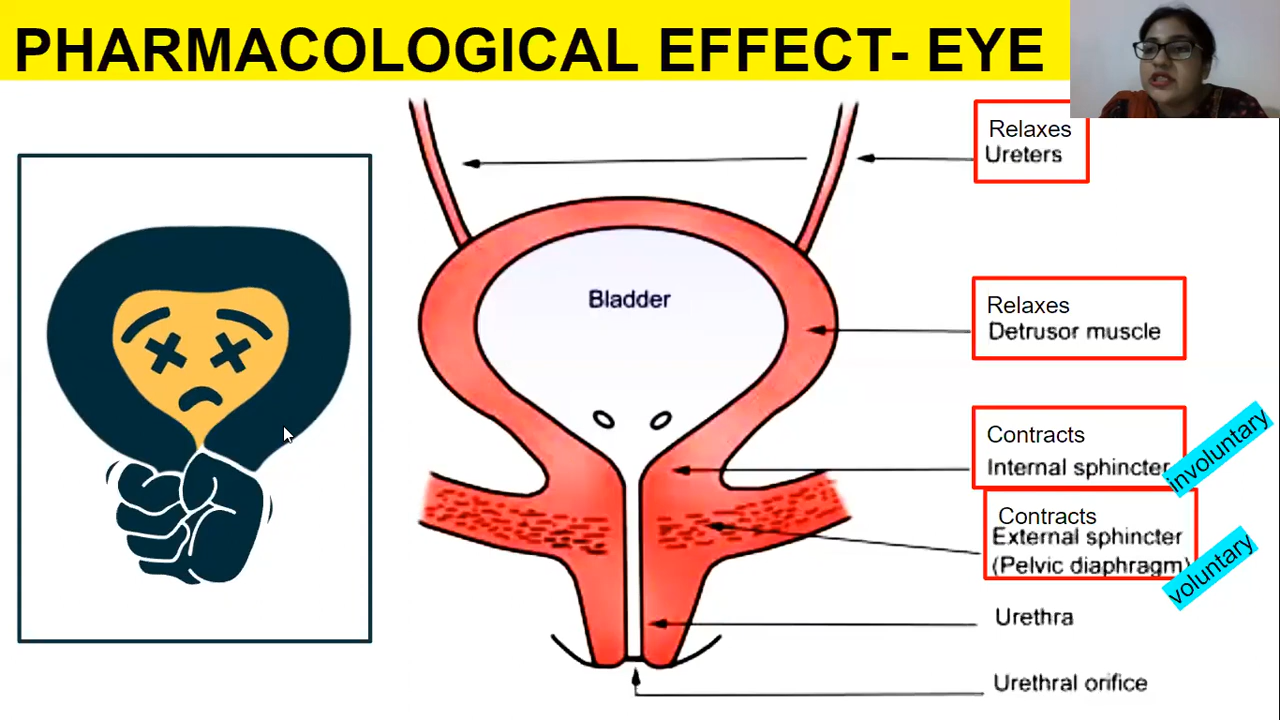 PHARMACOLOGICAL EFFECT- EYE
Relaxes
Ureters
Bladder
Relaxes
Detrusor muscle
Contracts
Internal sphincter
involuntary
Contracts
External sphincter
(Pelvic diaphragm)
voluntary
Urethra
Urethral orifice